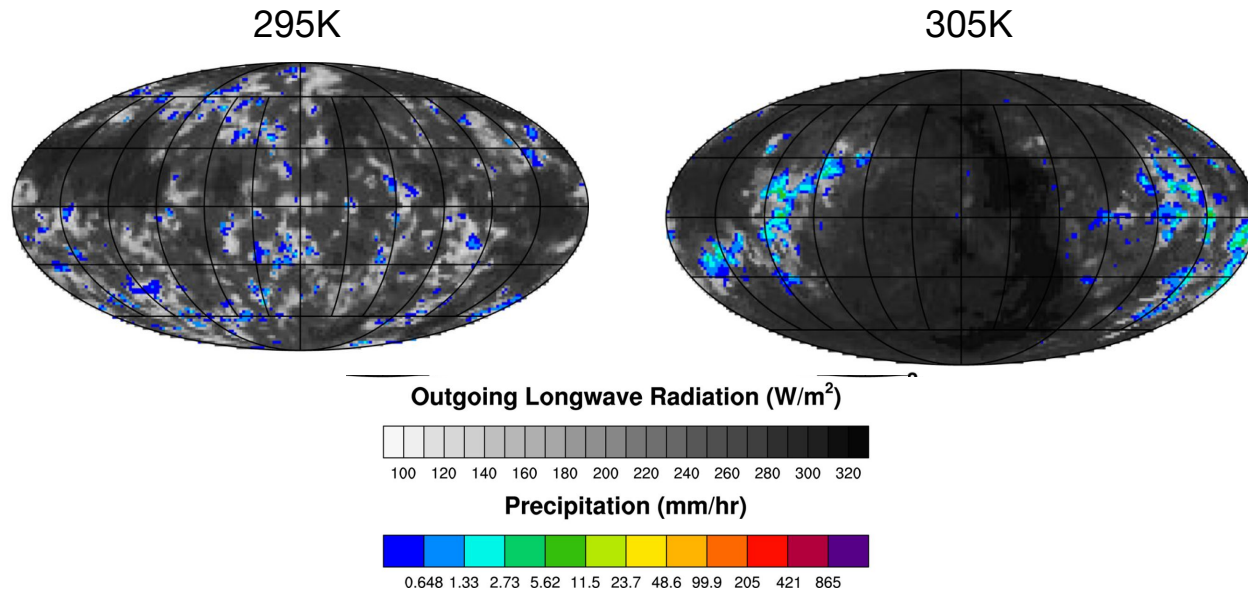 295K 305K
Outgoing Longwave Radiation (W/m²)
100 120 140 160 180 200 220 240 260 280 300 320
Precipitation (mm/hr)
0.648 1.33 2.73 5.62 11.5 23.7 48.6 99.9 205 421 865